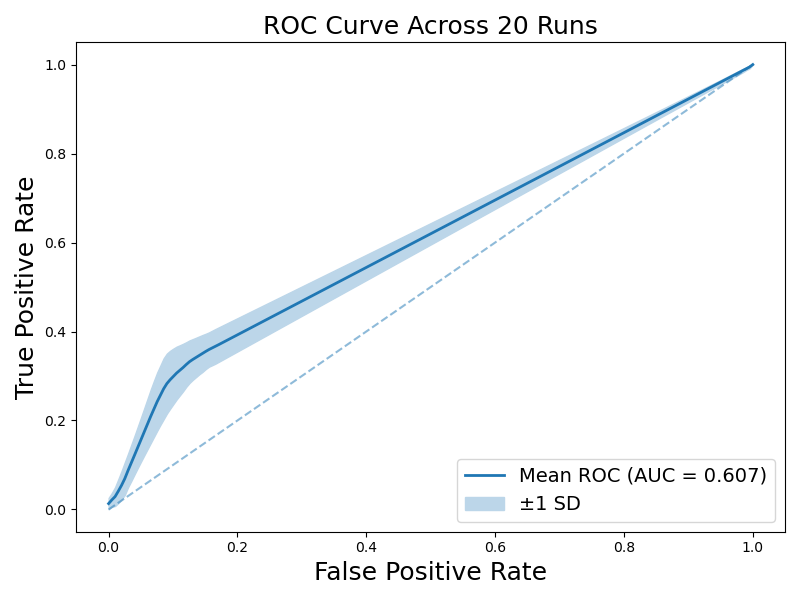 ROC Curve Across 20 Runs
True Positive Rate
1.0
0.8
0.6
0.4
0.2
0.0
Mean ROC (AUC = 0.607)
±1 SD
0.0 0.2 0.4 0.6 0.8 1.0
False Positive Rate